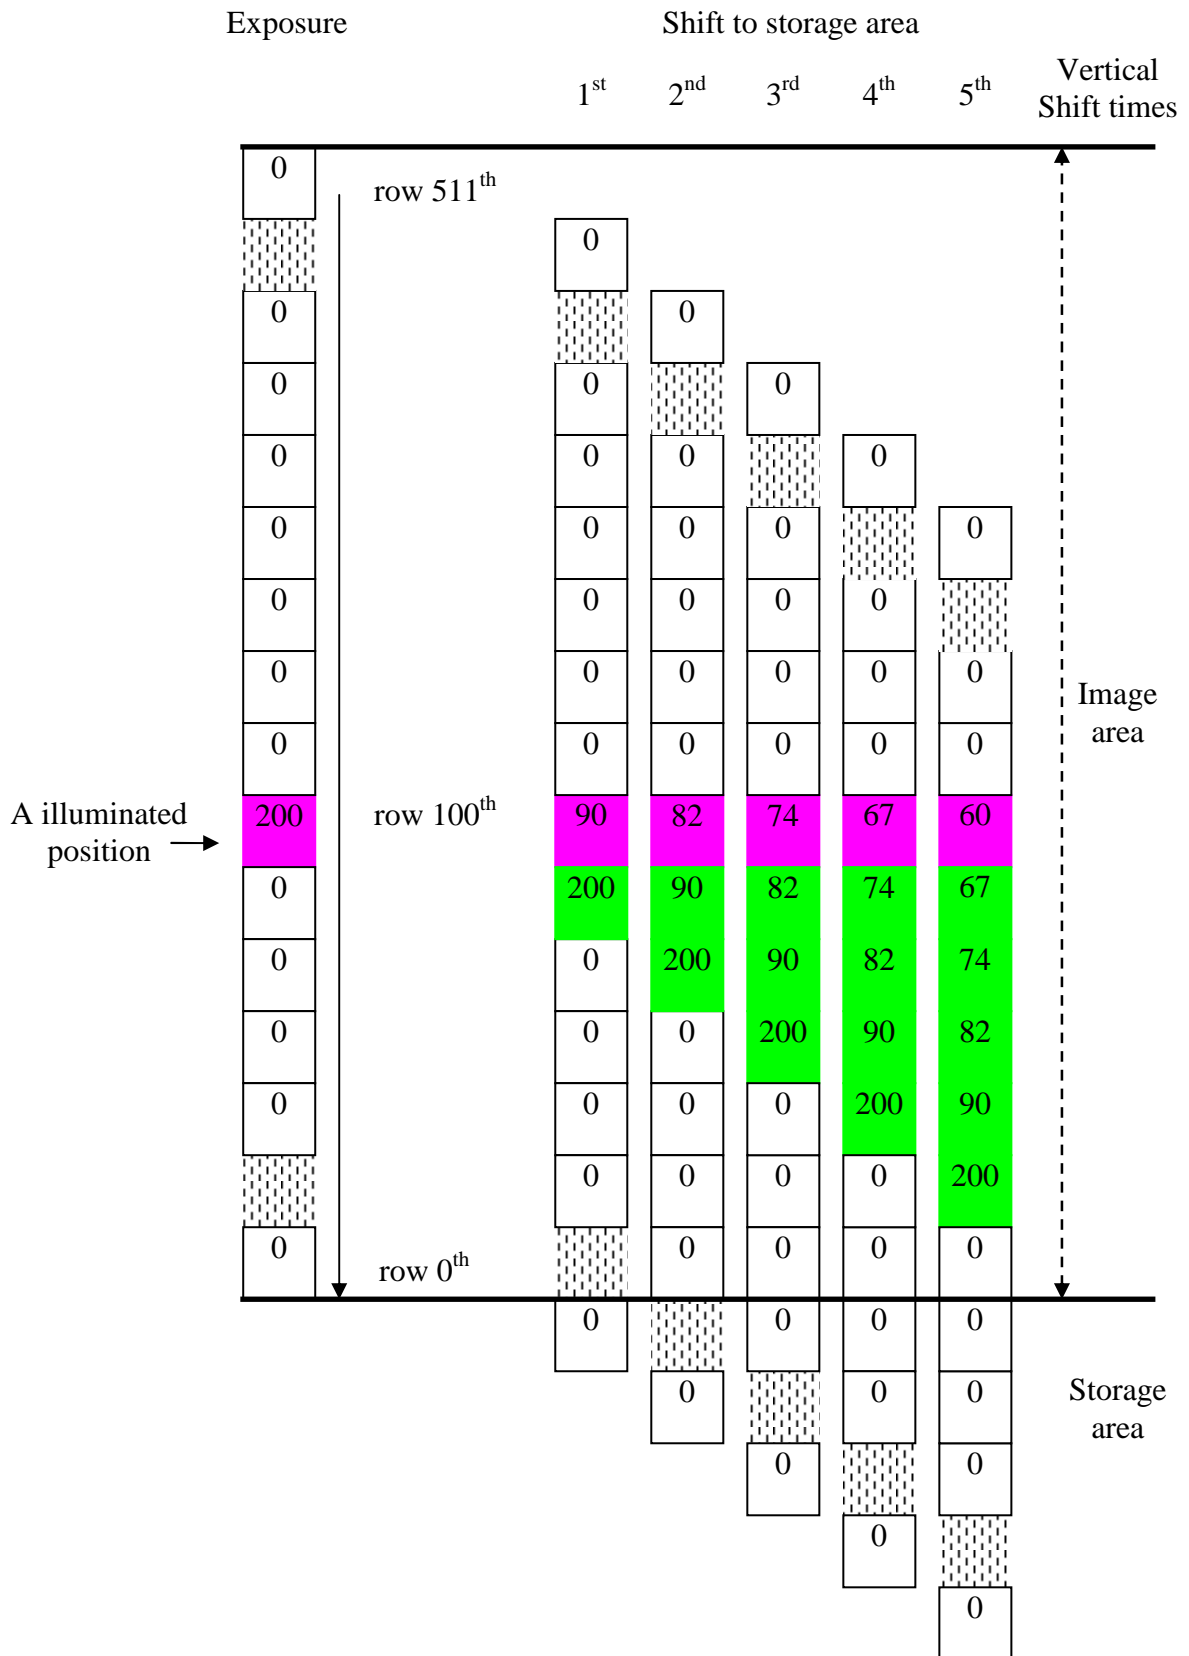 Exposure Shift to storage area
1st 2nd 3rd 4th 5th
Vertical
Shift times
0 row 511th
0
0 0
0 0 0
0 0 0 0
0 0 0 0 0
0 0 0 0 0
0 0 0 0 0 0
0 0 0 0 0 0
Image
area
A illuminated
position
200 row 100th 90 82 74 67 60
0 200 90 82 74 67
0 0 200 90 82 74
0 0 0 200 90 82
0 0 0 0 200 90
0 0 0 0 200
0 row 0th 0 0 0 0
0 0 0 0
0 0 0
Storage
area
0 0
0
0